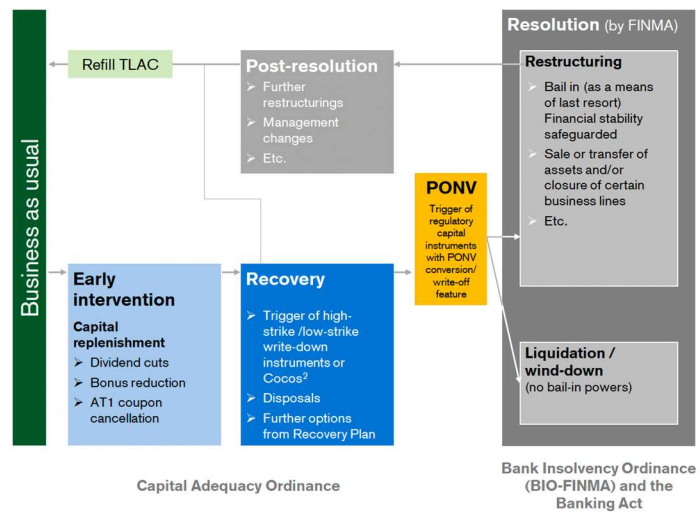 Business as usual
Refill TLAC
Post-resolution
➢ Further
restructurings
➢ Management
changes
➢ Etc.
Resolution (by FINMA)
Restructuring
➢ Bail in (as a means
of last resort)
Financial stability
safeguarded
➢ Sale or transfer of
assets and/or
closure of certain
business lines
➢ Etc.
PONV
Trigger of
regulatory
capital
instruments
with PONV
conversion/
write-off
feature
Early
intervention
Capital
replenishment
➢ Dividend cuts
➢ Bonus reduction
➢ AT1 coupon
cancellation
Recovery
➢ Trigger of high-
strike /low-strike
write-down
instruments or
Cocos²
➢ Disposals
➢ Further options
from Recovery Plan
Liquidation /
wind-down
(no bail-in powers)
Capital Adequacy Ordinance
Bank Insolvency Ordinance
(BIO-FINMA) and the
Banking Act